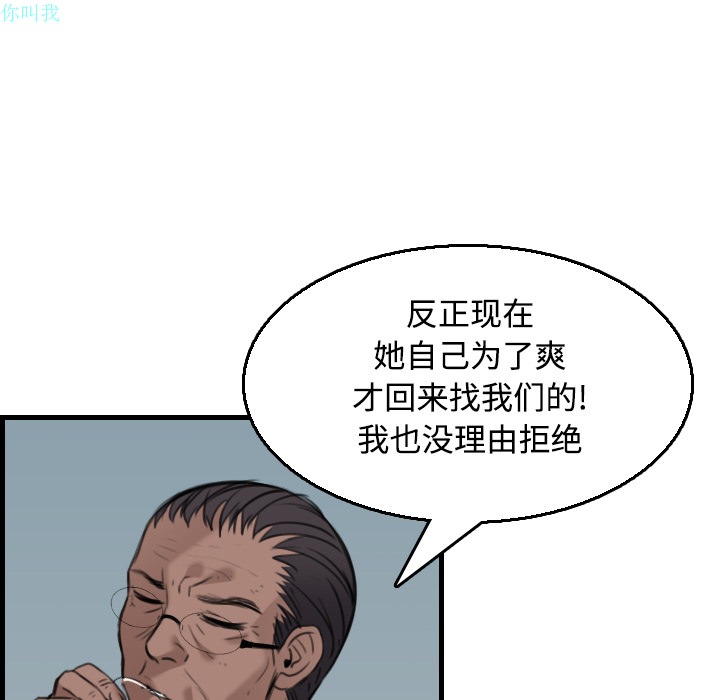 你叫我
反正现在
她自己为了爽
才回来找我们的!
我也没理由拒绝